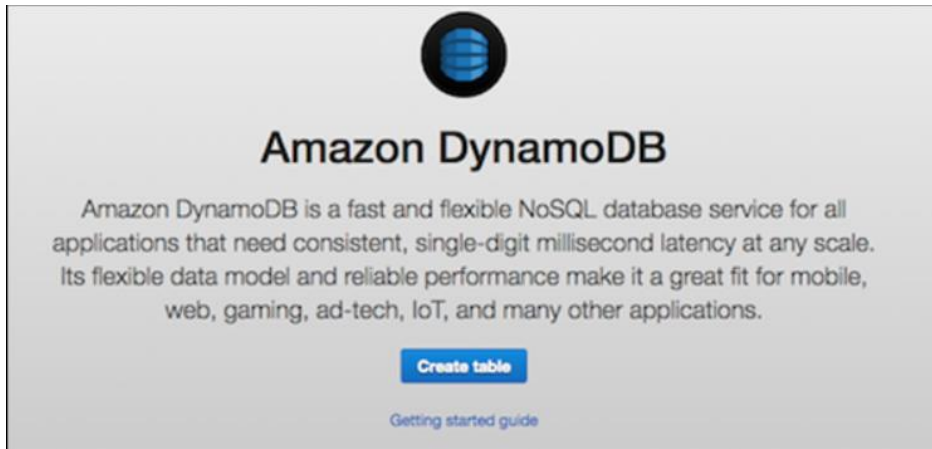 Amazon DynamoDB
Amazon DynamoDB is a fast and flexible NoSQL database service for all
applications that need consistent, single-digit millisecond latency at any scale.
Its flexible data model and reliable performance make it a great fit for mobile,
web, gaming, ad-tech, IoT, and many other applications.
Create table
Getting started guide